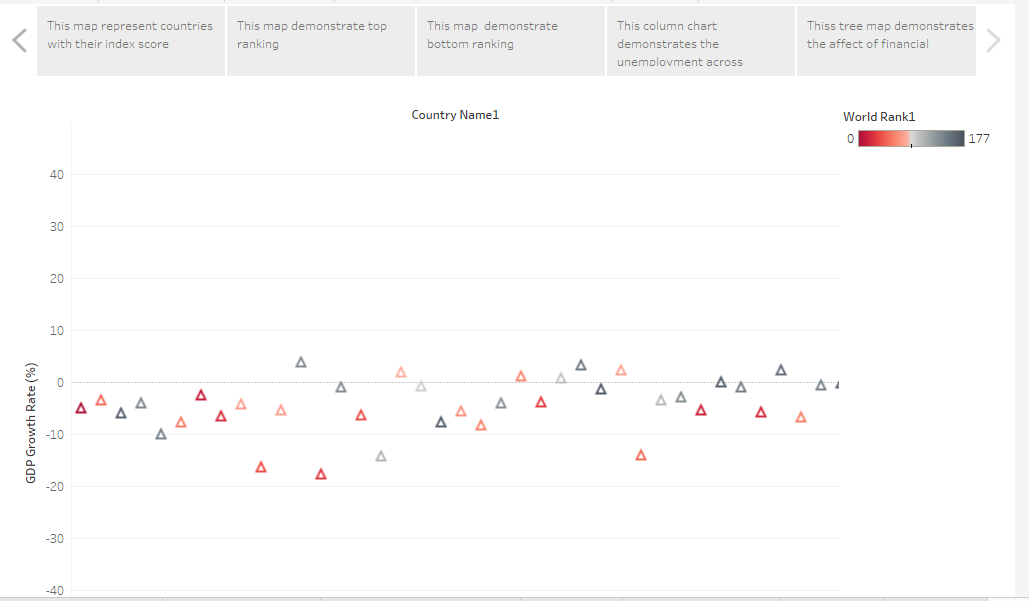 This map represent countries
with their index score
This map demonstrate top
ranking
This map  demonstrate
bottom ranking
This column chart
demonstrates the
unemployment across
Thiss tree map demonstrates
the affect of financial
Country Name1
World Rank1
0
177
40
30
20
10
0
-10
-20
-30
-40
GDP Growth Rate (%)